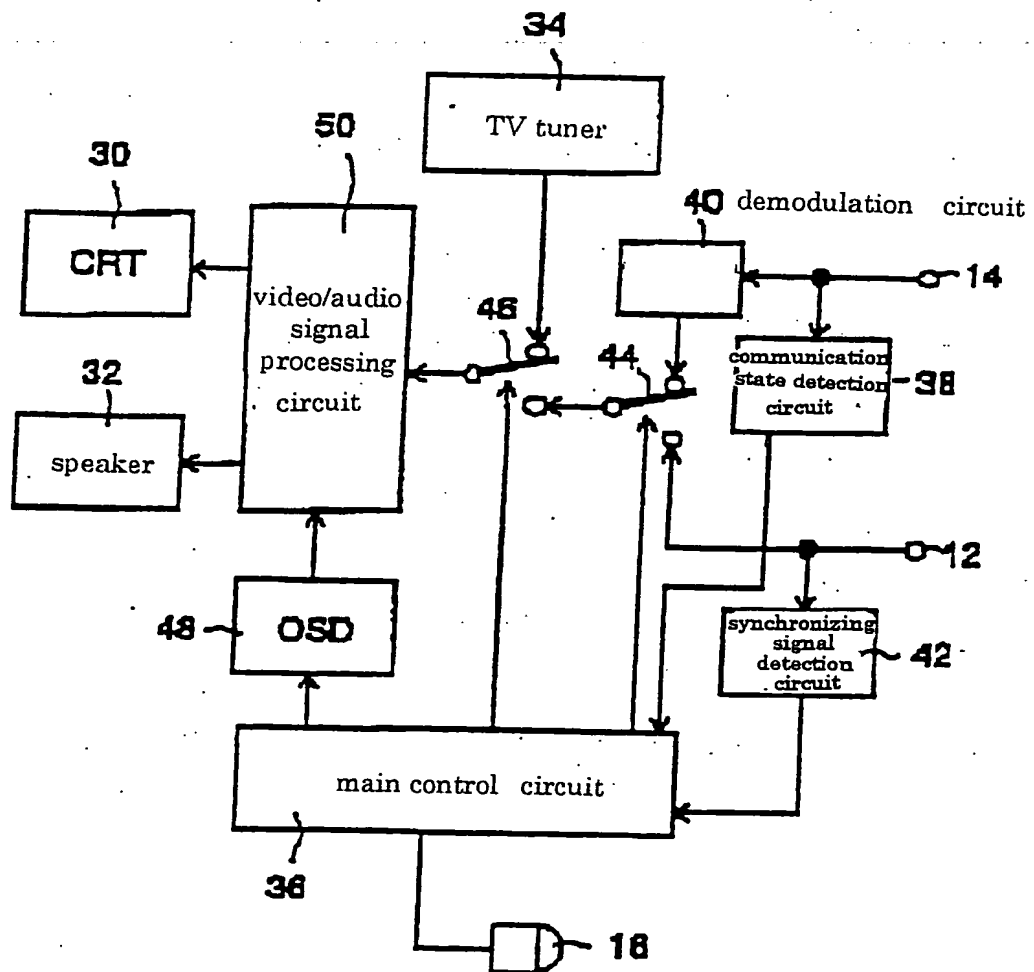 34
TV tuner
50
30
CRT
video/audio
signal
processing
circuit
32
speaker
46
44
40 demodulation circuit
14
communication
state detection
circuit
38
12
synchronizing
signal
detection
circuit
42
48
OSD
main control circuit
36
16